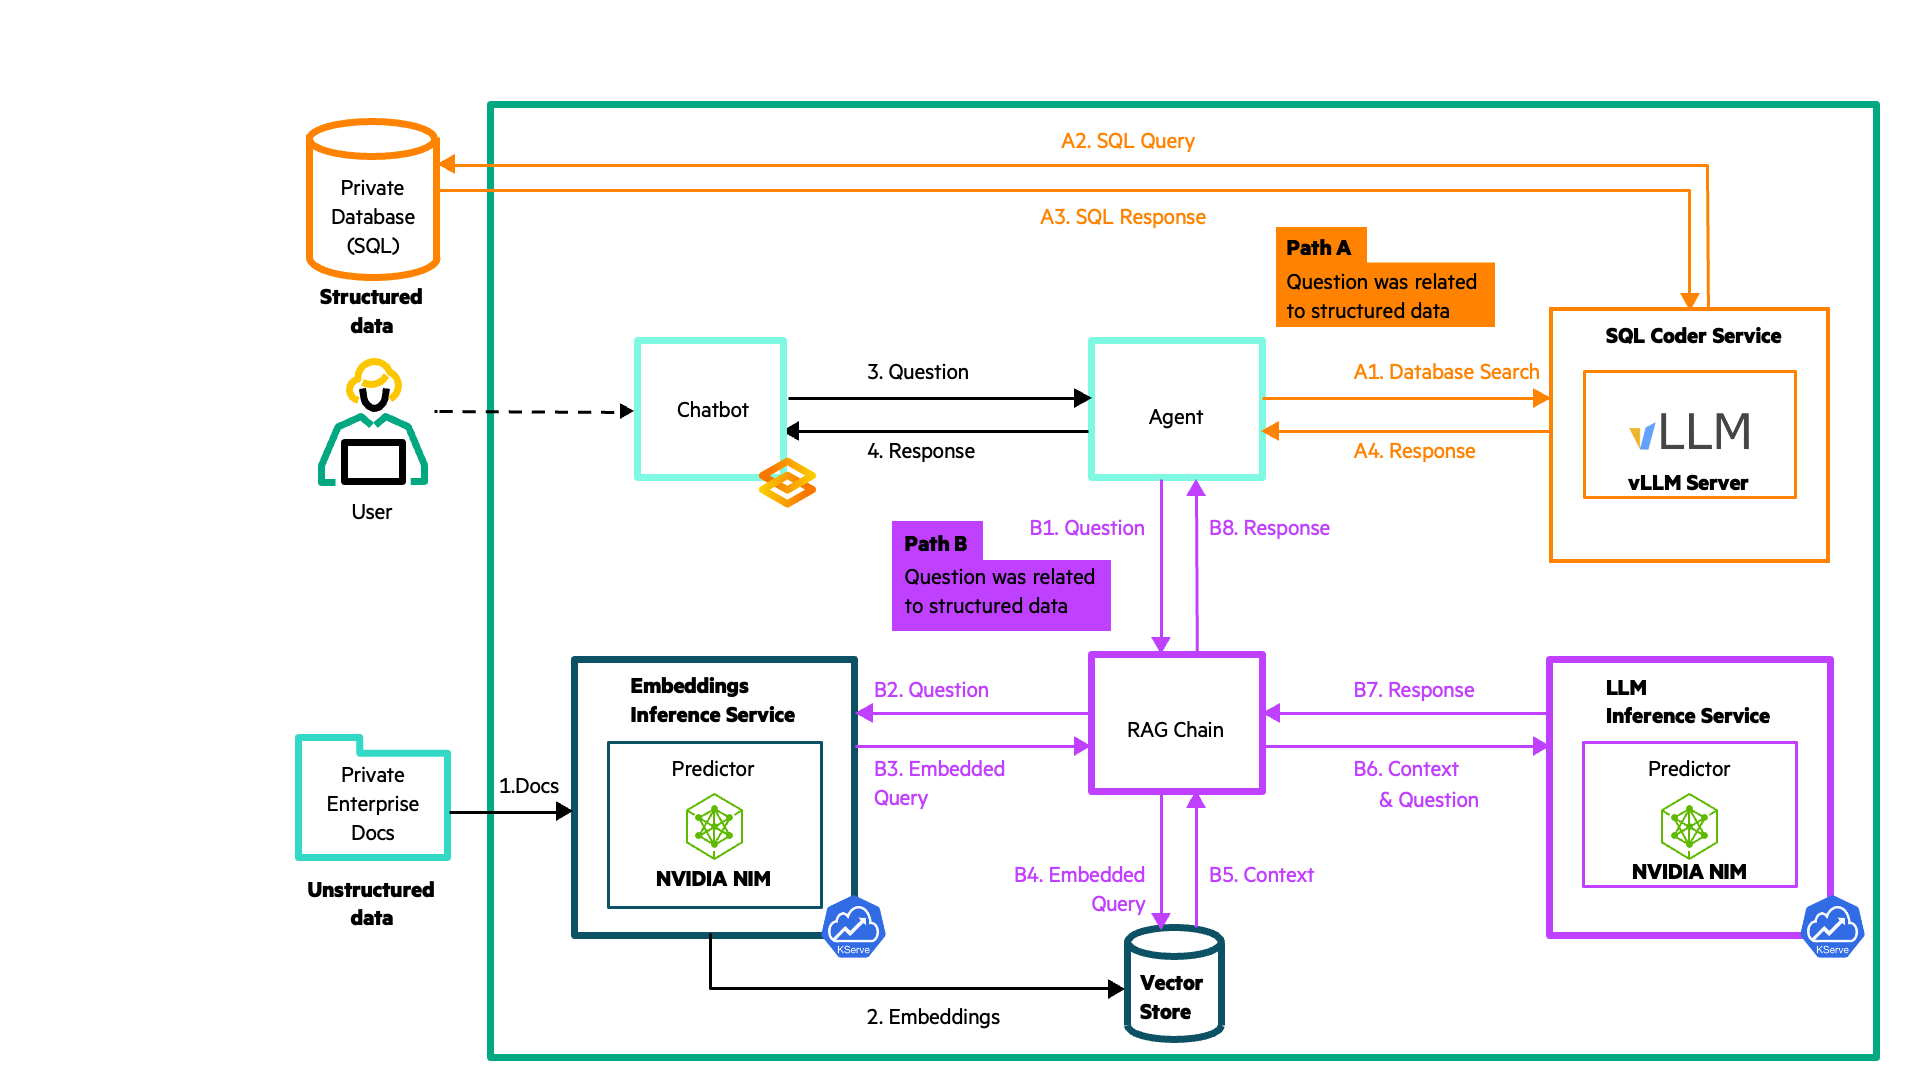 A2. SQL Query
A3. SQL Response
Private
Database
(SQL)
Structured
data
Path A
Question was related
to structured data
SQL Coder Service
vLLM
vLLM Server
User
Chatbot
3. Question
4. Response
Agent
A1. Database Search
A4. Response
B1. Question
B8. Response
Path B
Question was related
to structured data
Embeddings
Inference Service
Predictor
NVIDIA NIM
KServe
B2. Question
B3. Embedded
Query
RAG Chain
B7. Response
B6. Context
& Question
LLM
Inference Service
Predictor
NVIDIA NIM
KServe
Private
Enterprise
Docs
1.Docs
Unstructured
data
B4. Embedded
Query
B5. Context
Vector
Store
2. Embeddings